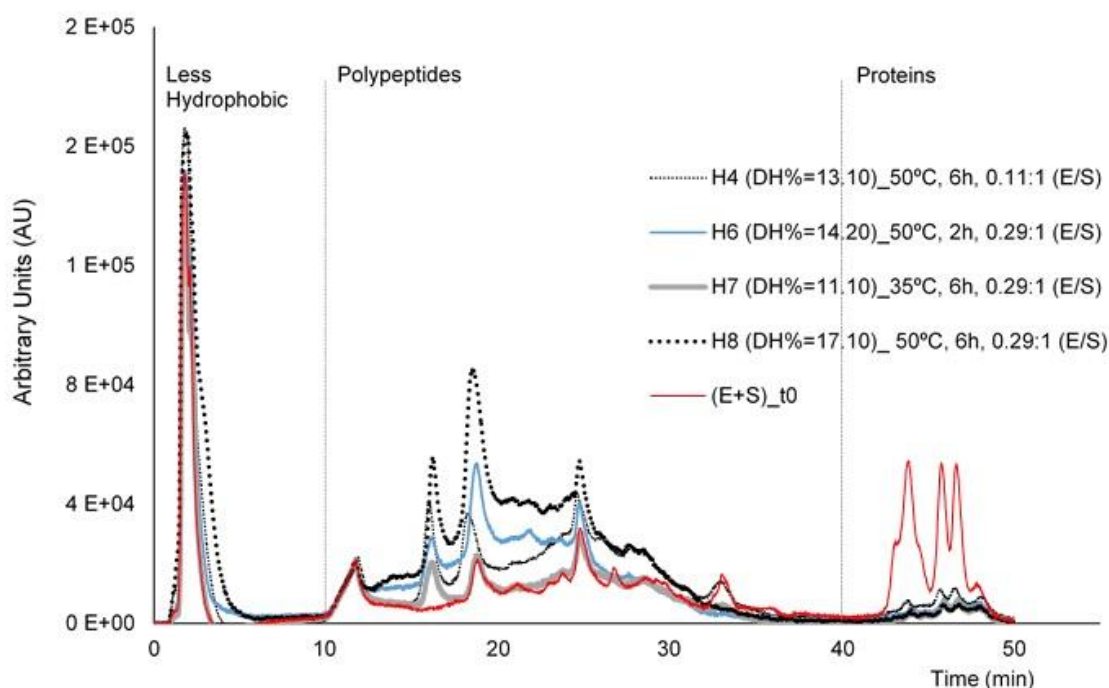 2 E+05
Less
Hydrophobic
Polypeptides
Proteins
2 E+05
H4 (DH%=13.10)_50ºC, 6h, 0.11:1 (E/S)
H6 (DH%=14.20)_50ºC, 2h, 0.29:1 (E/S)
1 E+05
H7 (DH%=11.10)_35ºC, 6h, 0.29:1 (E/S)
H8 (DH%=17.10)_ 50ºC, 6h, 0.29:1 (E/S)
8 E+04
(E+S)_t0
4 E+04
0 E+00
Arbitrary Units (AU)
0 10 20 30 40 50
Time (min)